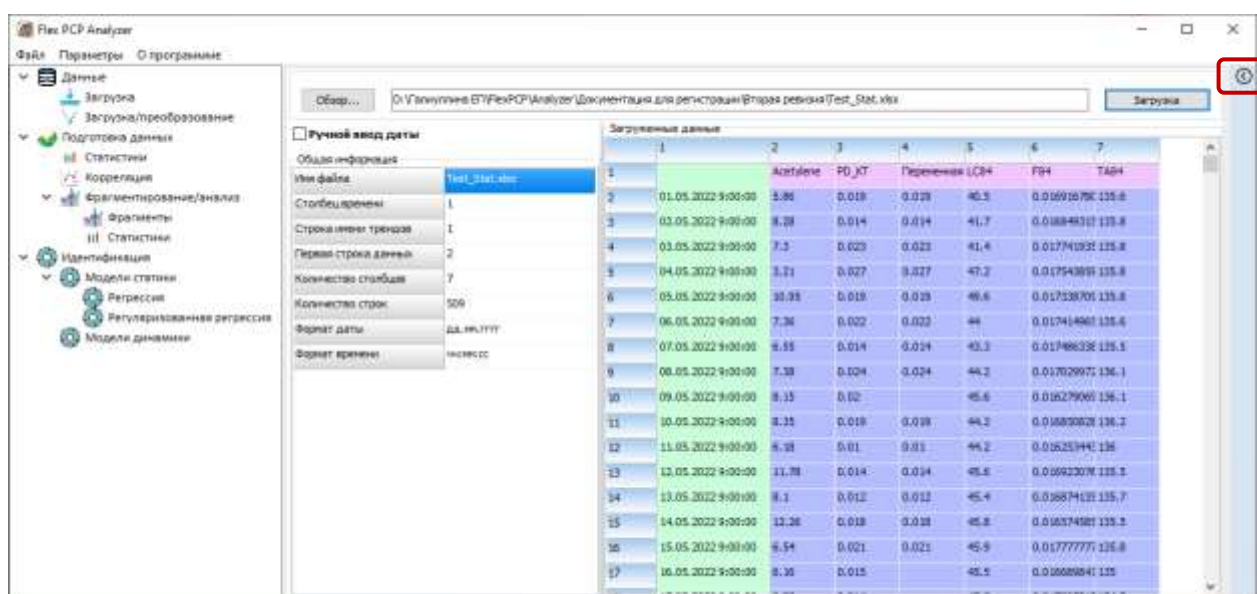 Flex PCP Analyzer
Файл Параметры О программе
Данные
Загрузка
Загрузка/преобразование
Подготовка данных
Статистики
Корреляция
Фрагментирование/анализ
Фрагменты
Статистики
Идентификация
Модели статики
Регрессия
Регуляризованная регрессия
Модели динамики
Обзор... Загрузка
Ручной ввод даты
Общая информация
Имя файла Test_Stat.xlsx
Столбец времени 1
Строка имени трендов 1
Первая строка данных 2
Количество столбцов 7
Количество строк 509
Формат даты дд.мм.гггг
Формат времени
Загруженные данные
1 2 3 4 5 6 7
1 Acetylene PD_KT Переменная LC84 F84 TA84
2 01.05.2022 9:00:00 5.86 0.019 0.019 40.5 135.6
3 02.05.2022 9:00:00 8.28 0.014 0.014 41.7 135.8
4 03.05.2022 9:00:00 7.3 0.023 0.023 41.4 135.8
5 04.05.2022 9:00:00 3.21 0.027 0.027 47.2 135.8
6 05.05.2022 9:00:00 10.95 0.019 0.019 49.6 135.8
7 06.05.2022 9:00:00 7.36 0.022 0.022 44 135.6
8 07.05.2022 9:00:00 6.55 0.014 0.014 43.3 135.5
9 08.05.2022 9:00:00 7.38 0.024 0.024 44.2 136.1
10 09.05.2022 9:00:00 8.15 0.02 45.6 136.1
11 10.05.2022 9:00:00 8.35 0.019 0.019 44.2 136.2
12 11.05.2022 9:00:00 6.18 0.01 0.01 44.2 136
13 12.05.2022 9:00:00 11.78 0.014 0.014 45.6 135.5
14 13.05.2022 9:00:00 8.1 0.012 0.012 45.4 135.7
15 14.05.2022 9:00:00 12.26 0.018 0.018 45.8 135.5
16 15.05.2022 9:00:00 6.54 0.021 0.021 45.9 135.8
17 16.05.2022 9:00:00 8.16 0.015 45.5 135